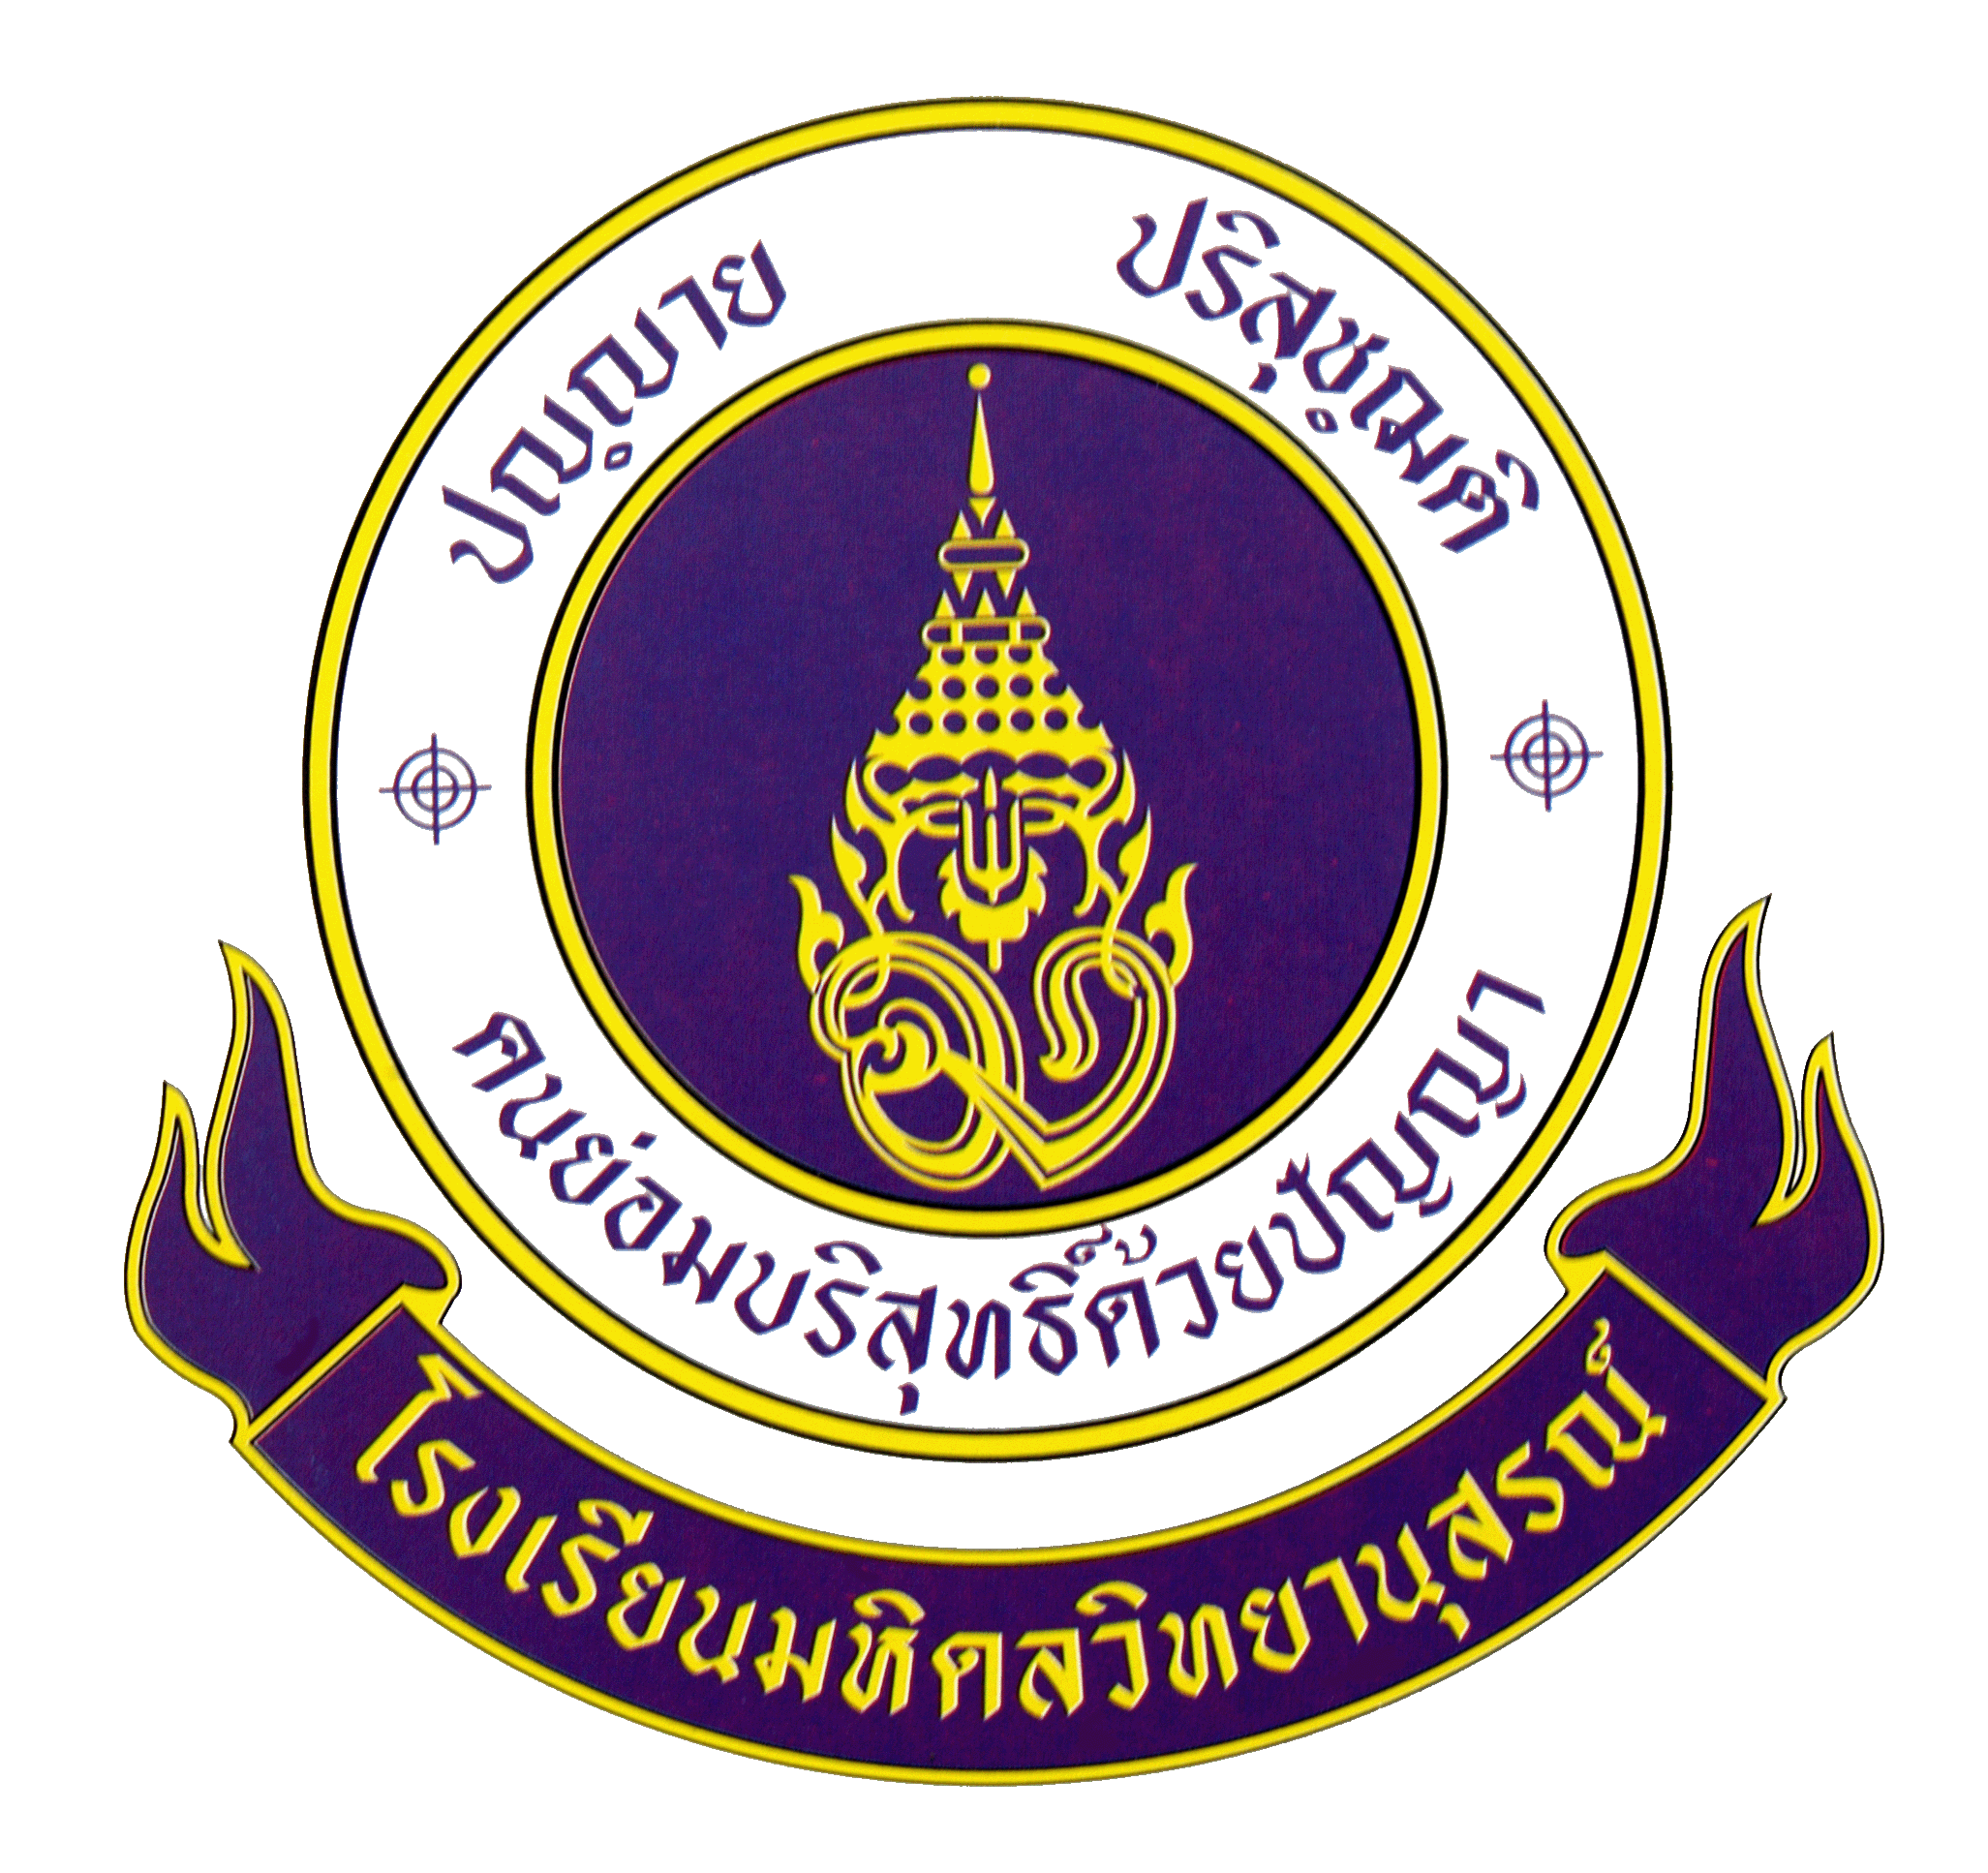 ปญฺญาย
ปริสุชฺฌติ
คนย่อมบริสุทธิ์ด้วยปัญญา
โรงเรียนมหิดลวิทยานุสรณ์